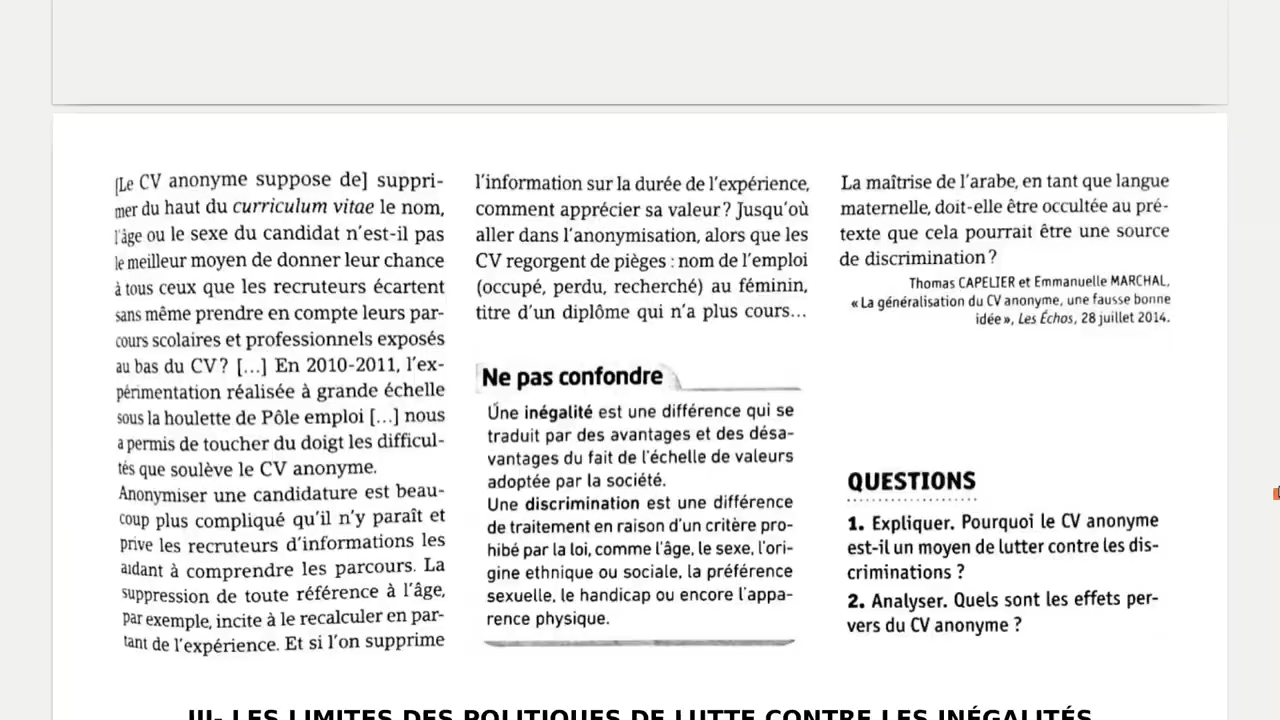 [Le CV anonyme suppose de] suppri-
mer du haut du curriculum vitae le nom,
l'âge ou le sexe du candidat n'est-il pas
le meilleur moyen de donner leur chance
à tous ceux que les recruteurs écartent
sans même prendre en compte leurs par-
cours scolaires et professionnels exposés
au bas du CV ? [...] En 2010-2011, l'ex-
périmentation réalisée à grande échelle
sous la houlette de Pôle emploi [...] nous
a permis de toucher du doigt les difficul-
tés que soulève le CV anonyme.
Anonymiser une candidature est beau-
coup plus compliqué qu'il n'y paraît et
prive les recruteurs d'informations les
aidant à comprendre les parcours. La
suppression de toute référence à l'âge,
par exemple, incite à le recalculer en par-
tant de l'expérience. Et si l'on supprime
l'information sur la durée de l'expérience,
comment apprécier sa valeur ? Jusqu'où
aller dans l'anonymisation, alors que les
CV regorgent de pièges : nom de l'emploi
(occupé, perdu, recherché) au féminin,
titre d'un diplôme qui n'a plus cours...
La maîtrise de l'arabe, en tant que langue
maternelle, doit-elle être occultée au pré-
texte que cela pourrait être une source
de discrimination ?
Thomas CAPELIER et Emmanuelle MARCHAL,
« La généralisation du CV anonyme, une fausse bonne
idée », Les Échos, 28 juillet 2014.
Ne pas confondre
Une inégalité est une différence qui se
traduit par des avantages et des désa-
vantages du fait de l'échelle de valeurs
adoptée par la société.
Une discrimination est une différence
de traitement en raison d'un critère pro-
hibé par la loi, comme l'âge, le sexe, l'ori-
gine ethnique ou sociale, la préférence
sexuelle, le handicap ou encore l'appa-
rence physique.
QUESTIONS
1. Expliquer. Pourquoi le CV anonyme
est-il un moyen de lutter contre les dis-
criminations ?
2. Analyser. Quels sont les effets per-
vers du CV anonyme ?
III- LES LIMITES DES POLITIQUES DE LUTTE CONTRE LES INÉGALITÉS